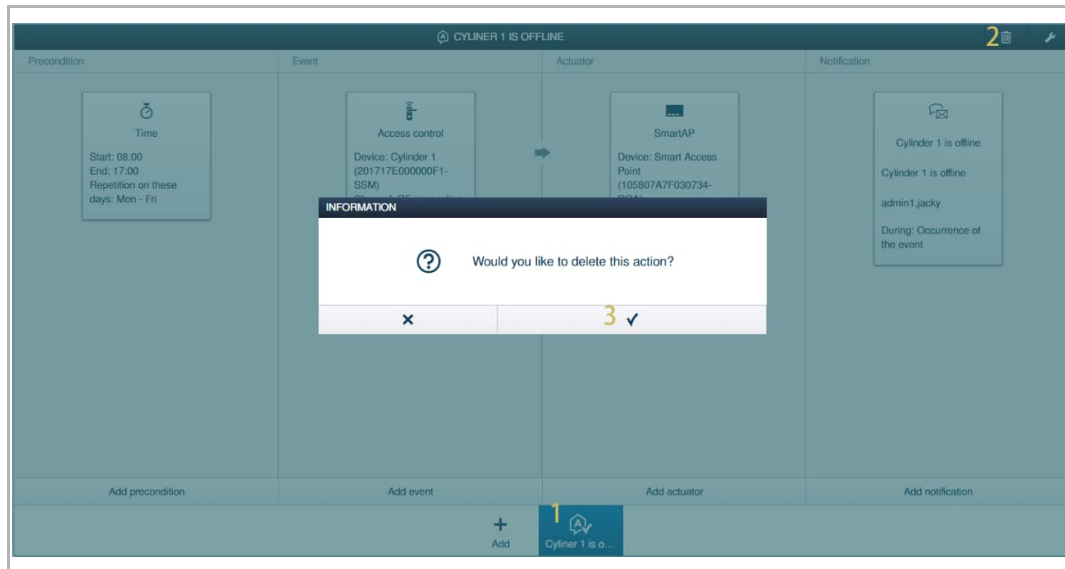 CYLINER 1 IS OFFLINE
2
Precondition
Event
Actuator
Notification
Time
Start: 08:00
End: 17:00
Repetition on these
days: Mon - Fri
Access control
Device: Cylinder 1
(201717E000000F1-
SSM)
SmartAP
Device: Smart Access
Point
(105807A7F030734-
Cylinder 1 is offline
Cylinder 1 is offline
admin1,jacky
During: Occurrence of
the event
INFORMATION
Would you like to delete this action?
3
Add precondition
Add event
Add actuator
Add notification
1
Add
Cyliner 1 is o...